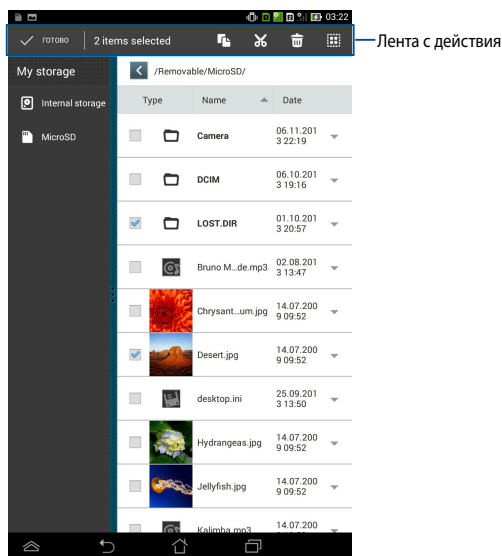 03:22
ГОТОВО 2 items selected
Лента с действия
My storage
/Removable/MicroSD/
Internal storage
MicroSD
Type Name Date
Camera 06.11.201
3 22:19
DCIM 06.10.201
3 19:16
LOST.DIR 01.10.201
3 20:57
Bruno M...de.mp3 02.08.201
3 13:47
Chrysant...um.jpg 14.07.200
9 09:52
Desert.jpg 14.07.200
9 09:52
desktop.ini 25.09.201
3 13:50
Hydrangeas.jpg 14.07.200
9 09:52
Jellyfish.jpg 14.07.200
9 09:52
Kalimba.mp3 14.07.200